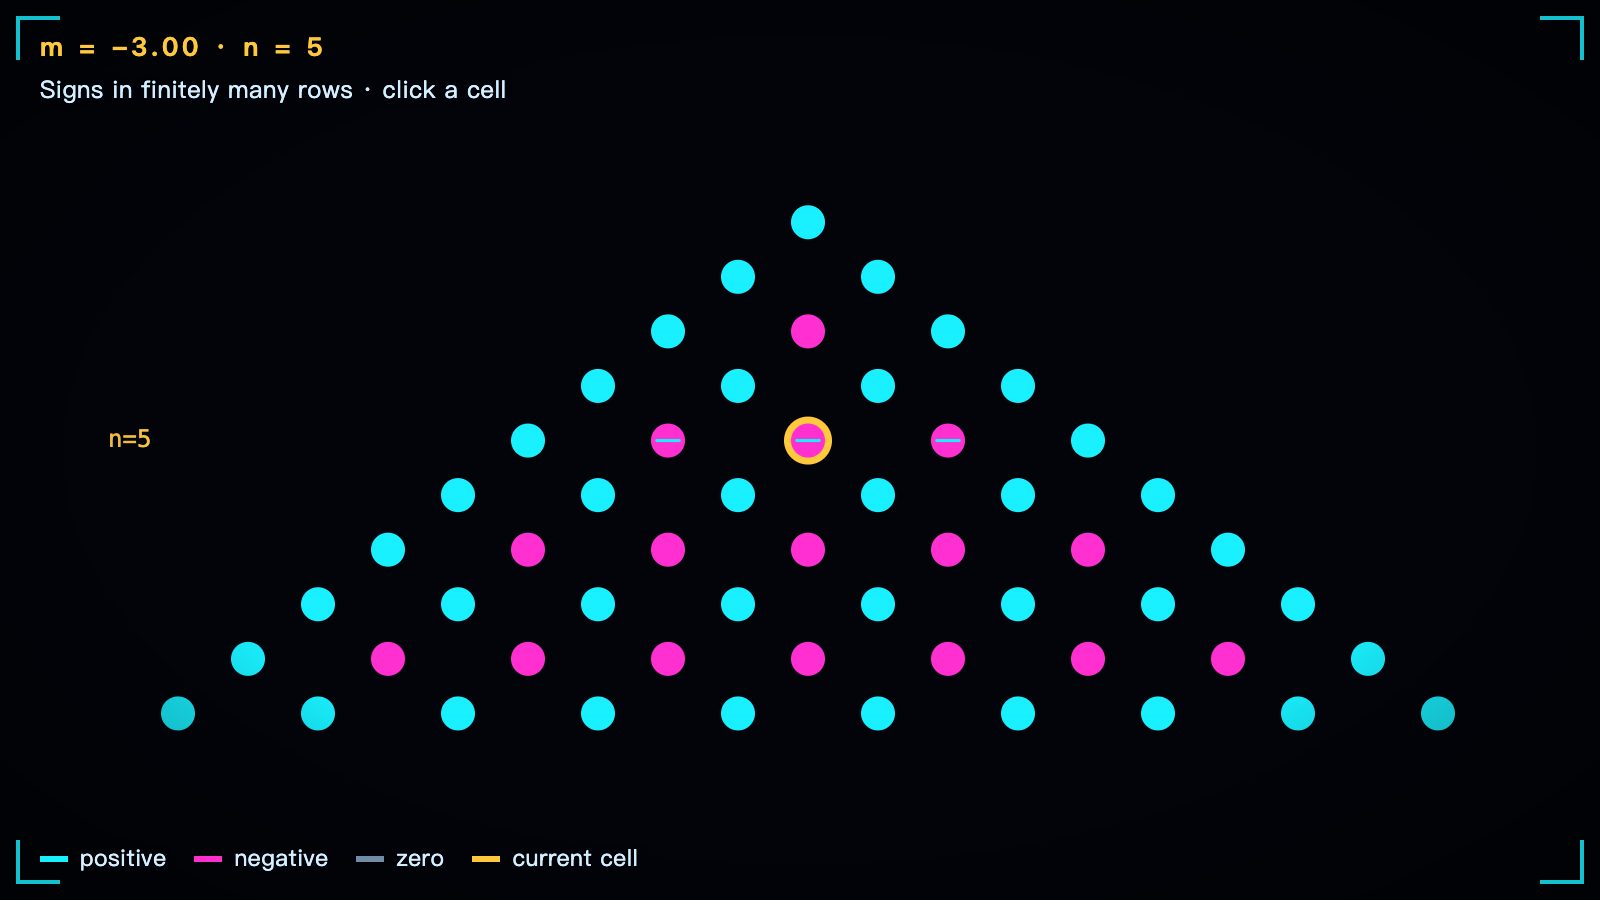 m = −3.00 · n = 5
Signs in finitely many rows · click a cell
n=5
positive negative zero current cell